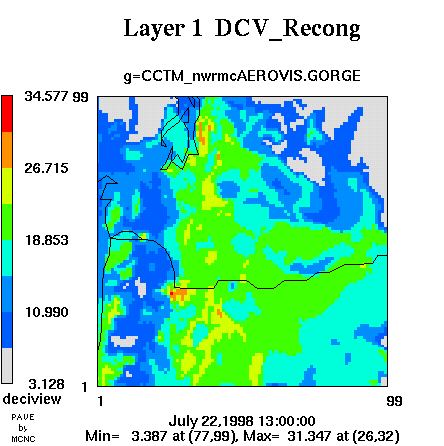 Layer 1 DCV_Recong
g=CCTM_nwrmcAEROVIS.GORGE
34.577
26.715
18.853
10.990
3.128
deciview
PAVE
by
MCNC
99
1
1
99
July 22,1998 13:00:00
Min= 3.387 at (77,99), Max= 31.347 at (26,32)